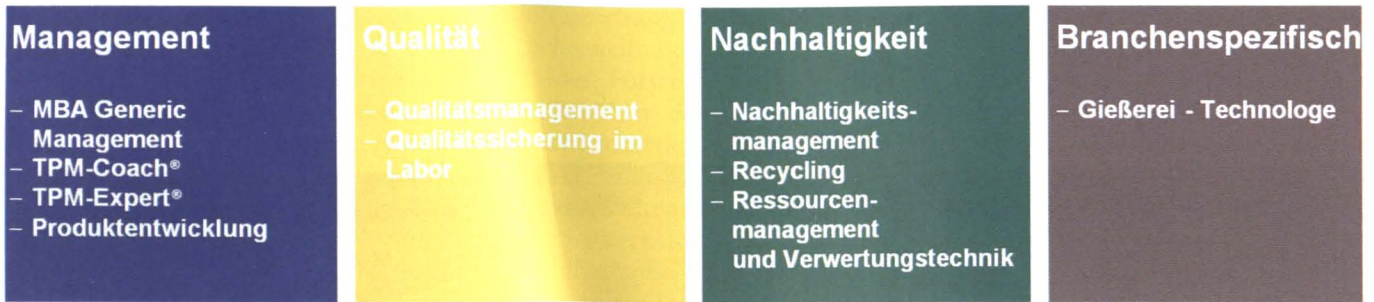 Management
– MBA Generic
Management
– TPM-Coach®
– TPM-Expert®
– Produktentwicklung
Qualität
– Qualitätsmanagement
– Qualitätssicherung im
Labor
Nachhaltigkeit
– Nachhaltigkeits-
management
– Recycling
– Ressourcen-
management
und Verwertungstechnik
Branchenspezifisch
– Gießerei - Technologe